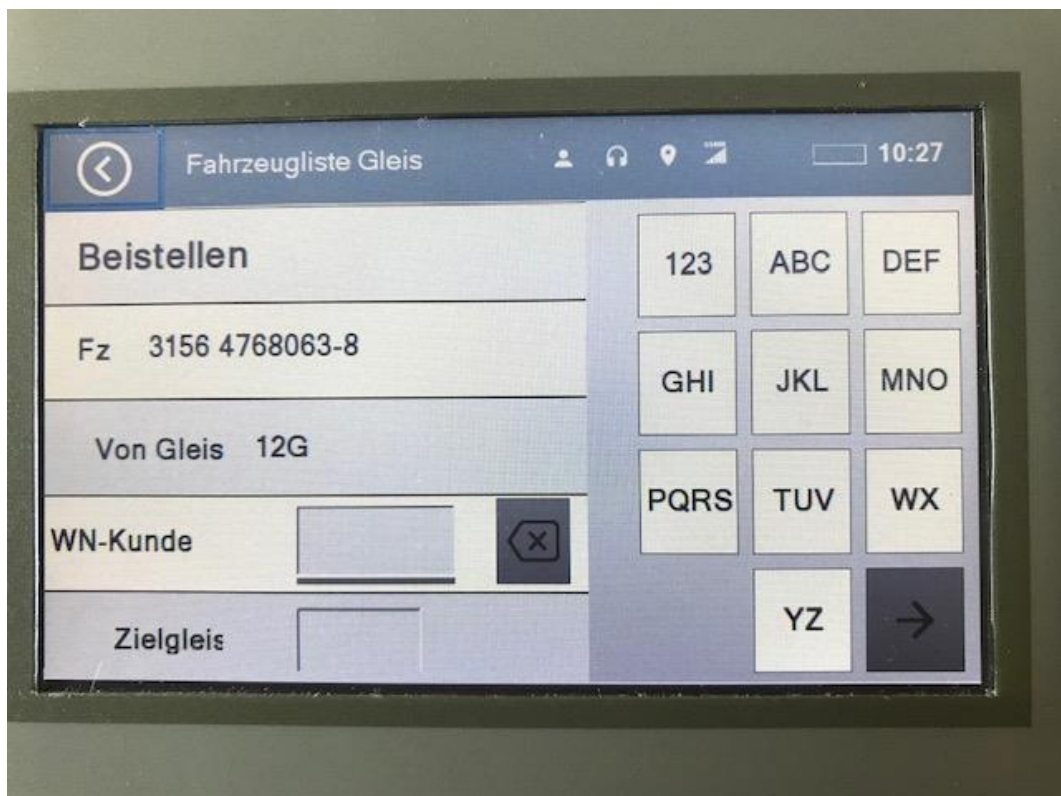 Fahrzeugliste Gleis 10:27
Beistellen
Fz 3156 4768063-8
Von Gleis 12G
WN-Kunde
Zielgleis
123 ABC DEF
GHI JKL MNO
PQRS TUV WX
YZ